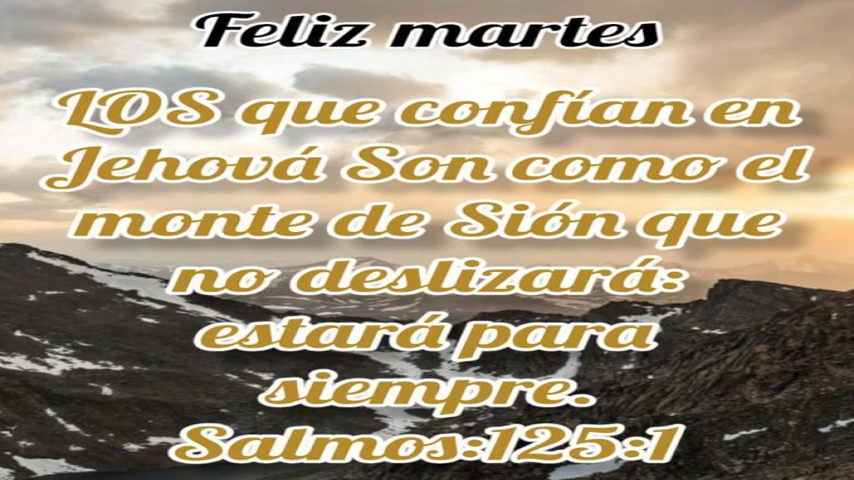 Feliz martes
LOS que confían en
Jehová Son como el
monte de Sión que
no deslizará:
estará para
siempre.
Salmos:125:1